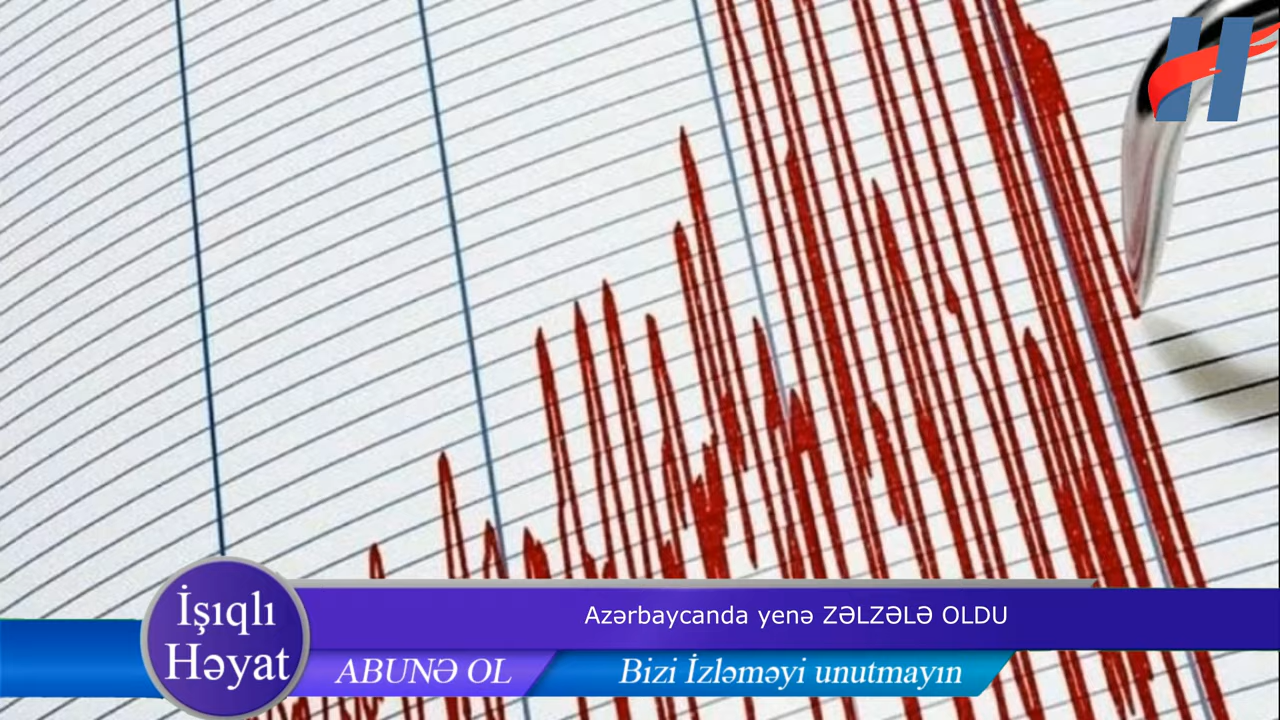 H
Azərbaycanda yenə ZƏLZƏLƏ OLDU
İşıqlı
Həyat
ABUNƏ OL
Bizi İzləməyi unutmayın